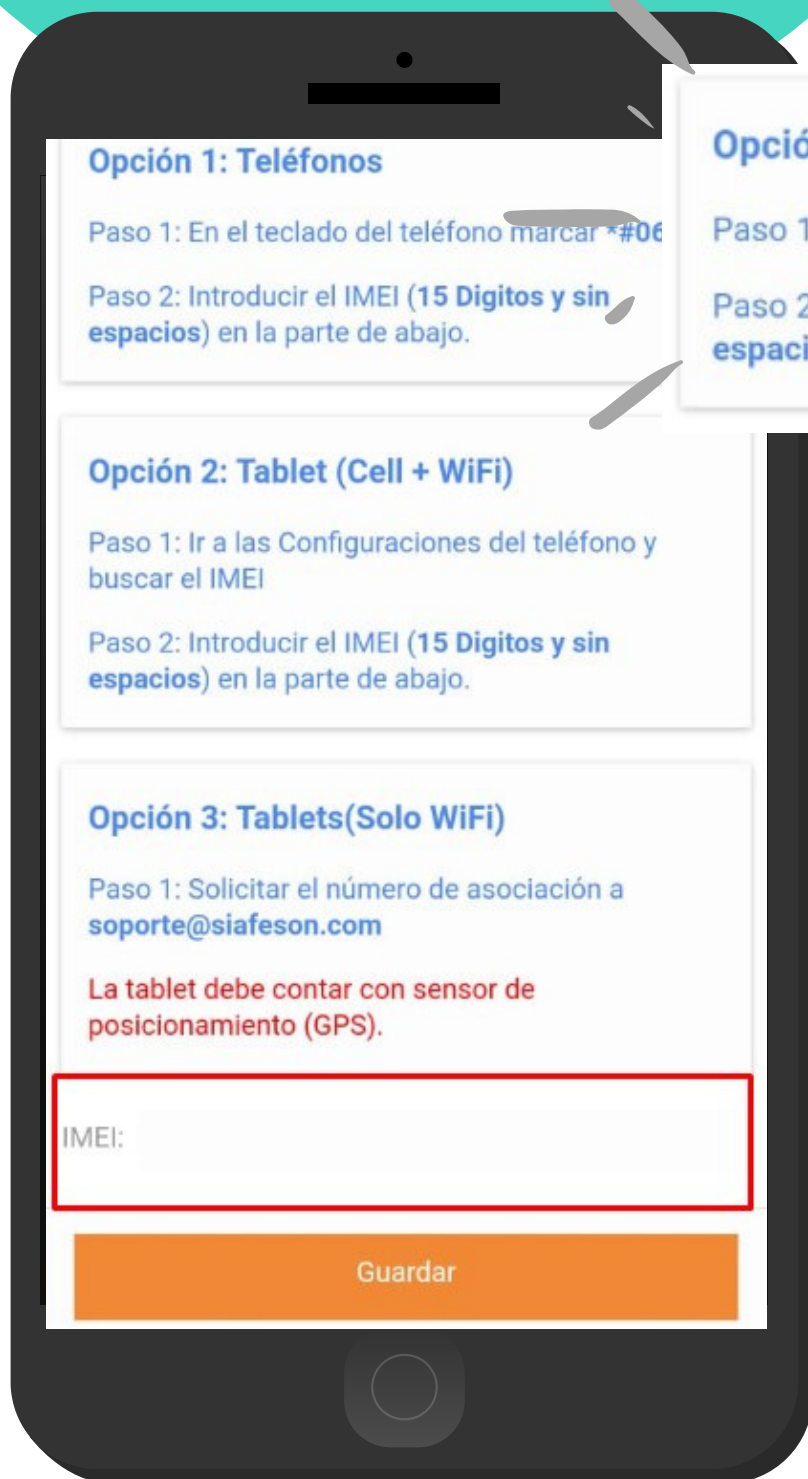 Opción 1: Teléfonos
Paso 1: En el teclado del teléfono marcar *#06
Paso 2: Introducir el IMEI (15 Digitos y sin
espacios) en la parte de abajo.
Opción 2: Tablet (Cell + WiFi)
Paso 1: Ir a las Configuraciones del teléfono y
buscar el IMEI
Paso 2: Introducir el IMEI (15 Digitos y sin
espacios) en la parte de abajo.
Opción 3: Tablets(Solo WiFi)
Paso 1: Solicitar el número de asociación a
soporte@siafeson.com
La tablet debe contar con sensor de
posicionamiento (GPS).
IMEI:
Guardar
Opció
Paso 1
Paso 2
espaci